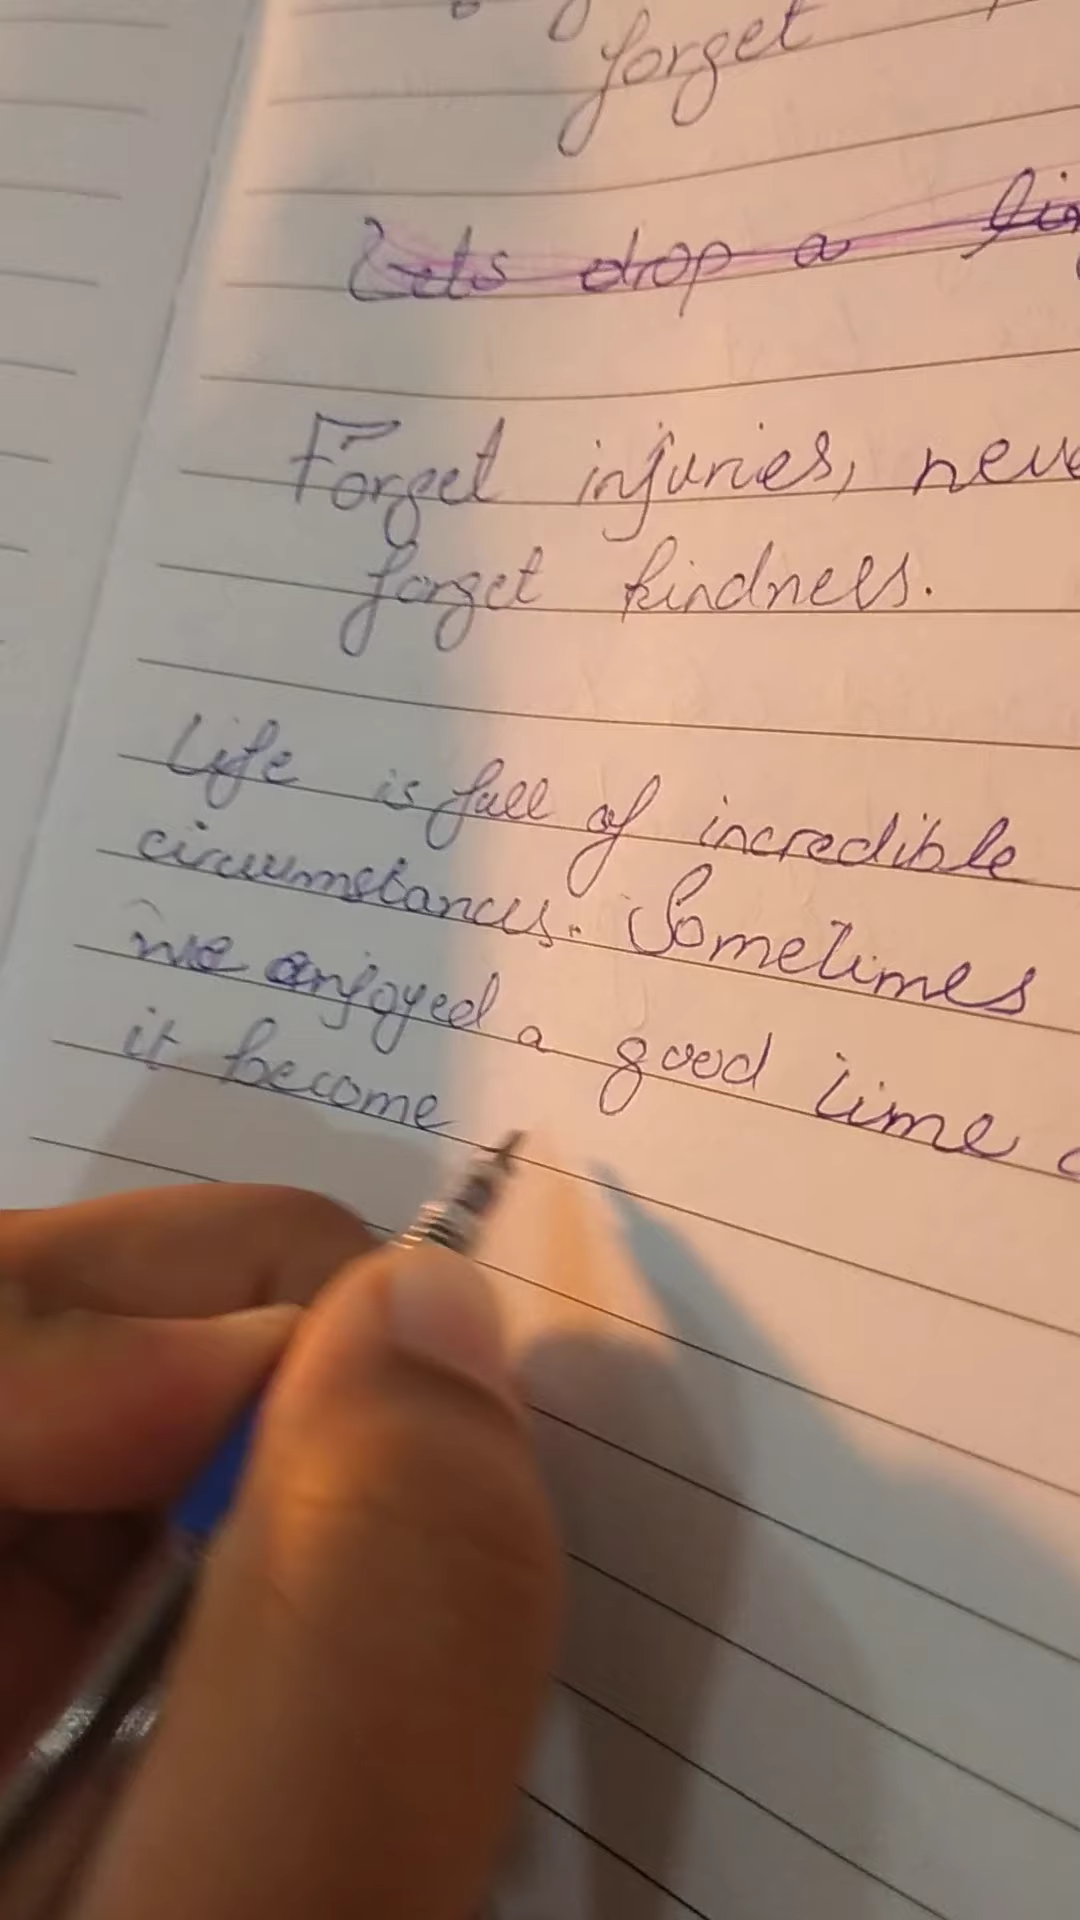 forget
Lets drop a
Forget injuries,
forget kindness.
Life is full of incredible
circumstances. Sometimes
we enjoyed a good time
it become